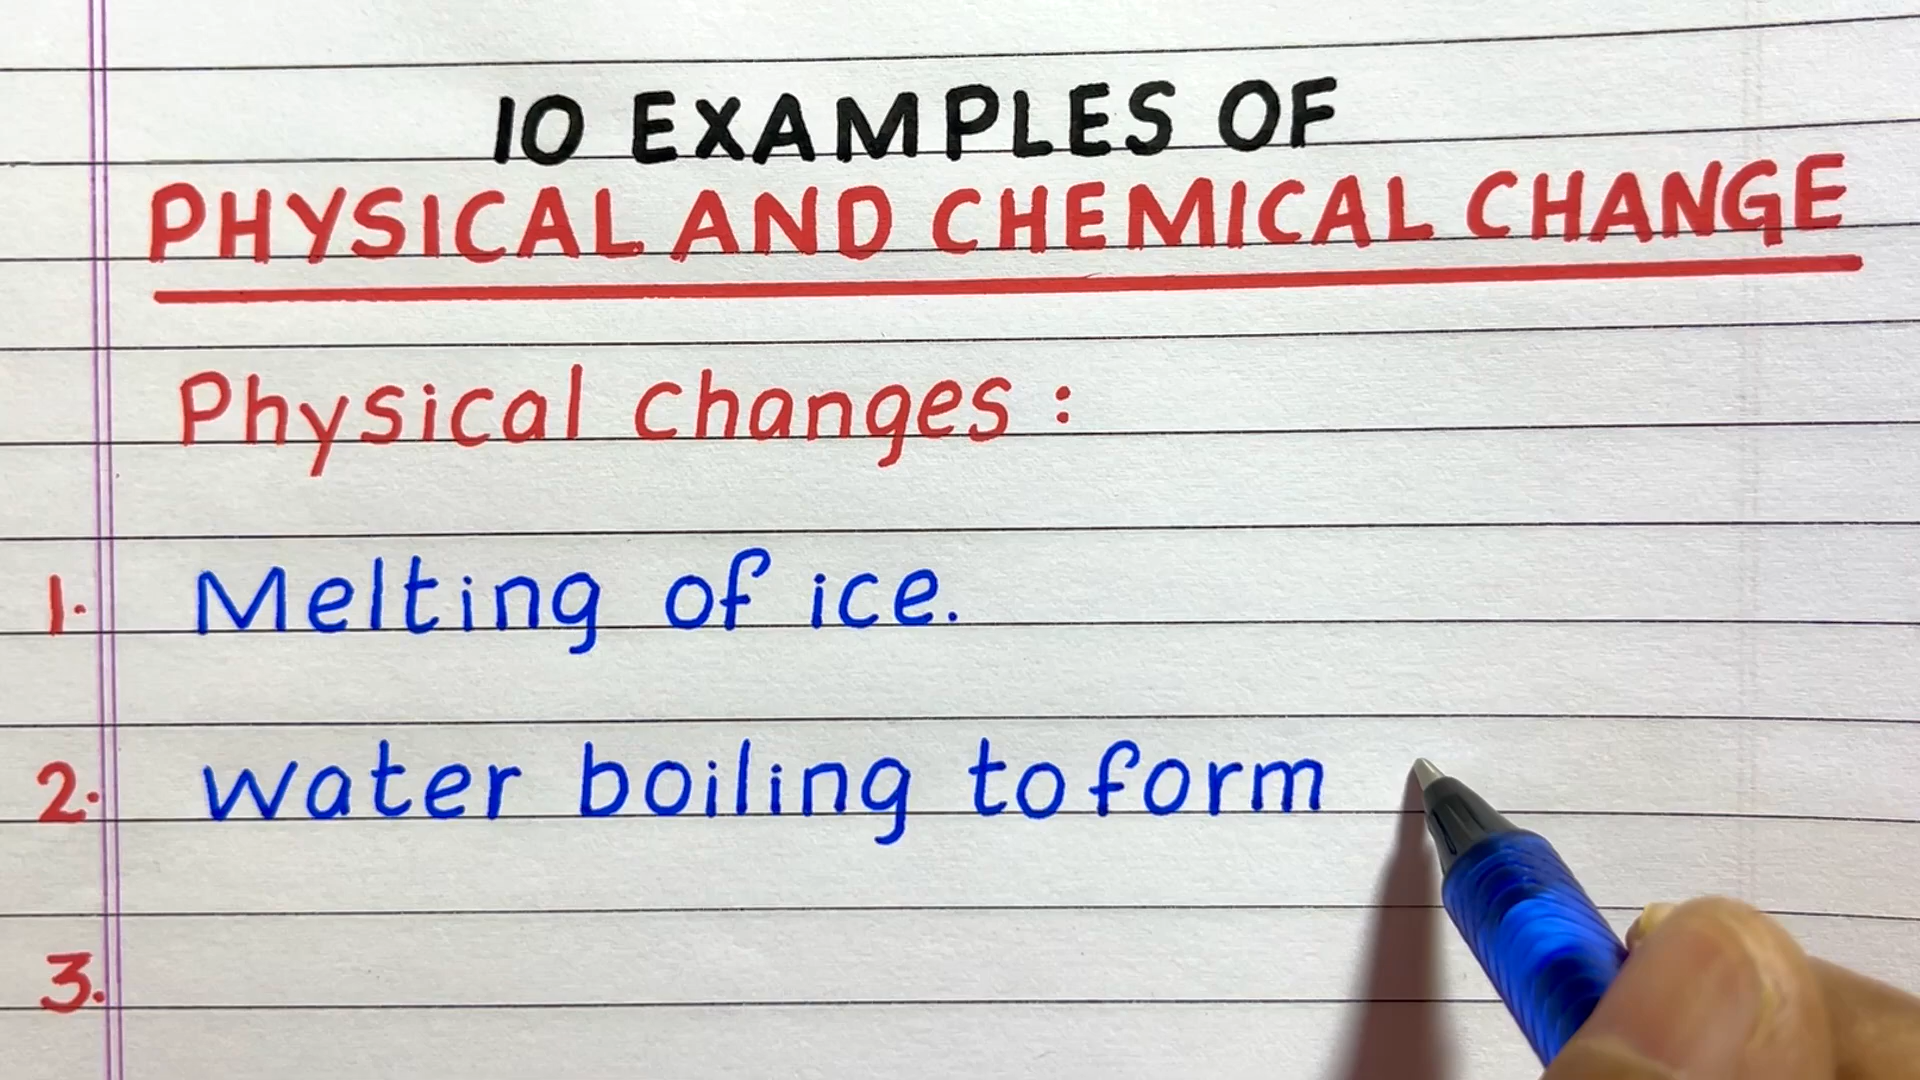 10 EXAMPLES OF
PHYSICAL AND CHEMICAL CHANGE
Physical changes :
1. Melting of ice.
2. Water boiling to form
3.